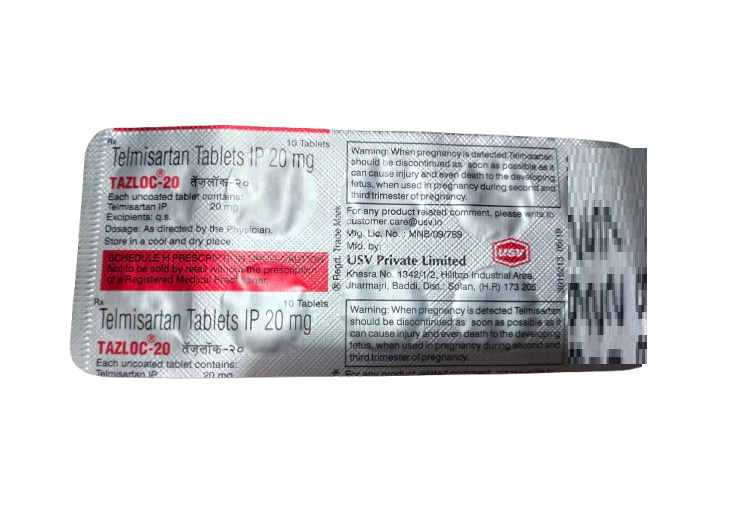 Rx
10 Tablets
Telmisartan Tablets IP 20 mg
TAZLOC®-20 तॅज़लॉक-२०
Each uncoated tablet contains:
Telmisartan IP 20 mg
Excipients: q.s.
Dosage: As directed by the Physician.
Store in a cool and dry place.
SCHEDULE H PRESCRIPTION DRUG-CAUTION
Not to be sold by retail without the prescription
of a Registered Medical Practitioner.
Rx
10 Tablets
Telmisartan Tablets IP 20 mg
TAZLOC®-20 तॅज़लॉक-२०
Each uncoated tablet contains:
Telmisartan IP 20 mg
® Regd. Trade Mark
Warning: When pregnancy is detected Telmisartan
should be discontinued as soon as possible as it
can cause injury and even death to the developing
fetus, when used in pregnancy during second and
third trimester of pregnancy.
For any product related comment, please write to
customer.care@usv.in
Mfg. Lic. No. : MNB/09/769
Mfd. by:
USV Private Limited
Khasra No. 1342/1/2, Hilltop Industrial Area,
Jharmajri, Baddi, Dist.: Solan, (H.P.) 173 205.
USV
Warning: When pregnancy is detected Telmisartan
should be discontinued as soon as possible as it
can cause injury and even death to the developing
fetus, when used in pregnancy during second and
third trimester of pregnancy.
For any product related comment, please write to